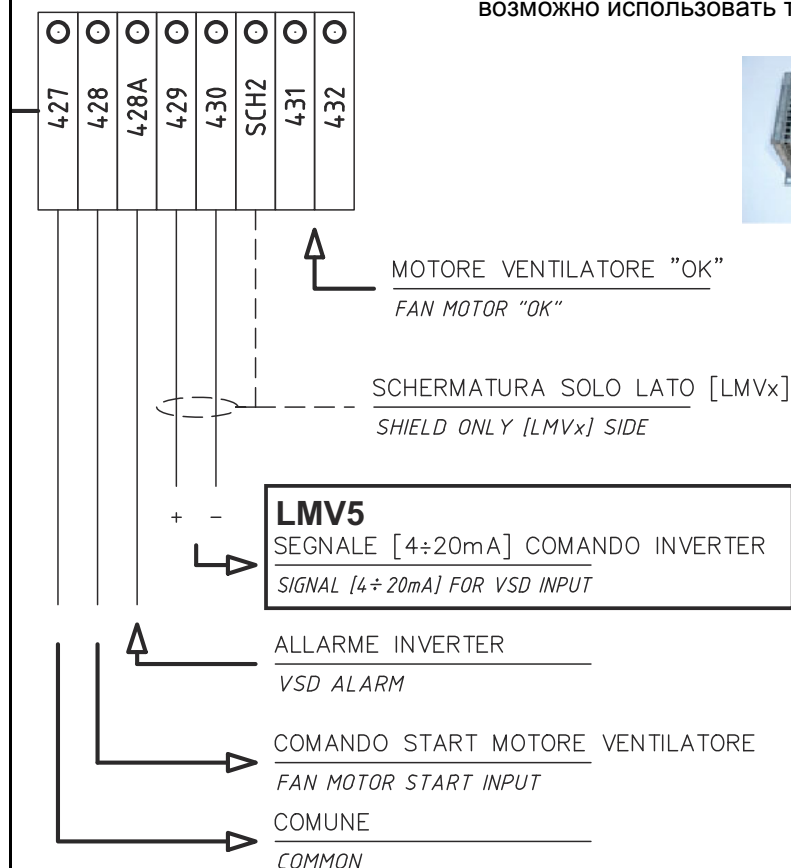 возможно использовать т
427
428
428A
429
430
SCH2
431
432
MOTORE VENTILATORE "OK"
FAN MOTOR "OK"
SCHERMATURA SOLO LATO [LMVx]
SHIELD ONLY [LMVx] SIDE
+ −
LMV5
SEGNALE [4÷20mA] COMANDO INVERTER
SIGNAL [4÷20mA] FOR VSD INPUT
ALLARME INVERTER
VSD ALARM
COMANDO START MOTORE VENTILATORE
FAN MOTOR START INPUT
COMUNE
COMMON